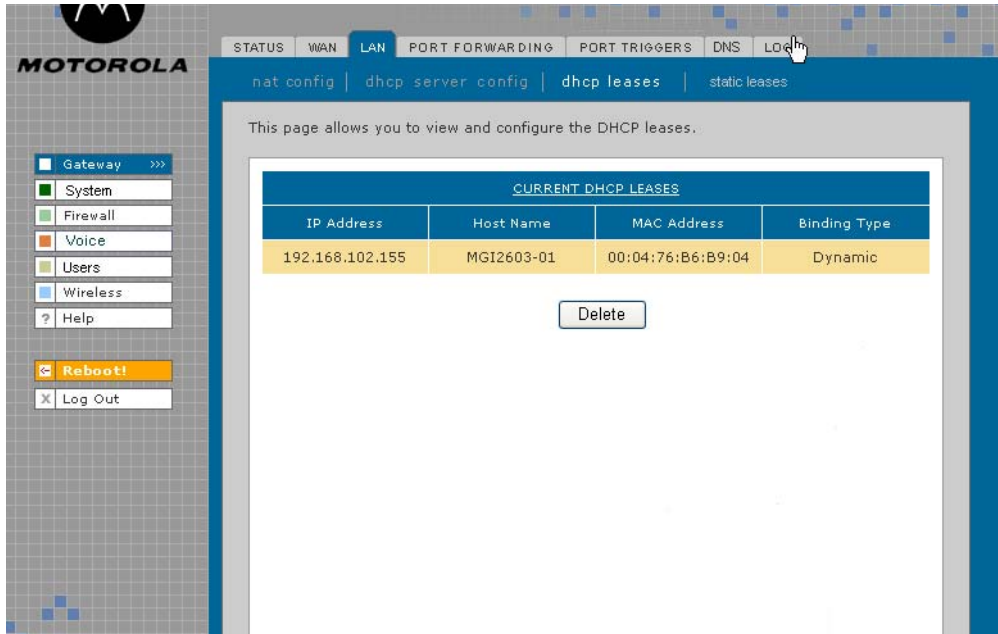 MOTOROLA
STATUS WAN LAN PORT FORWARDING PORT TRIGGERS DNS
nat config | dhcp server config | dhcp leases | static leases
This page allows you to view and configure the DHCP leases.
Gateway >>>
System
Firewall
Voice
Users
Wireless
? Help
Reboot!
X Log Out
CURRENT DHCP LEASES
IP Address Host Name MAC Address Binding Type
192.168.102.155 MGI2603-01 00:04:76:B6:B9:04 Dynamic
Delete